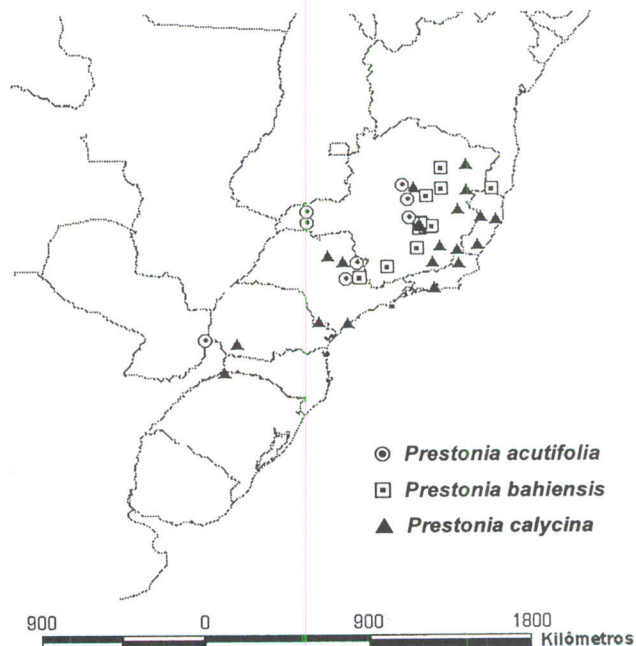 Prestonia acutifolia
Prestonia bahiensis
Prestonia calycina
900 0 900 1800
Kilômetros